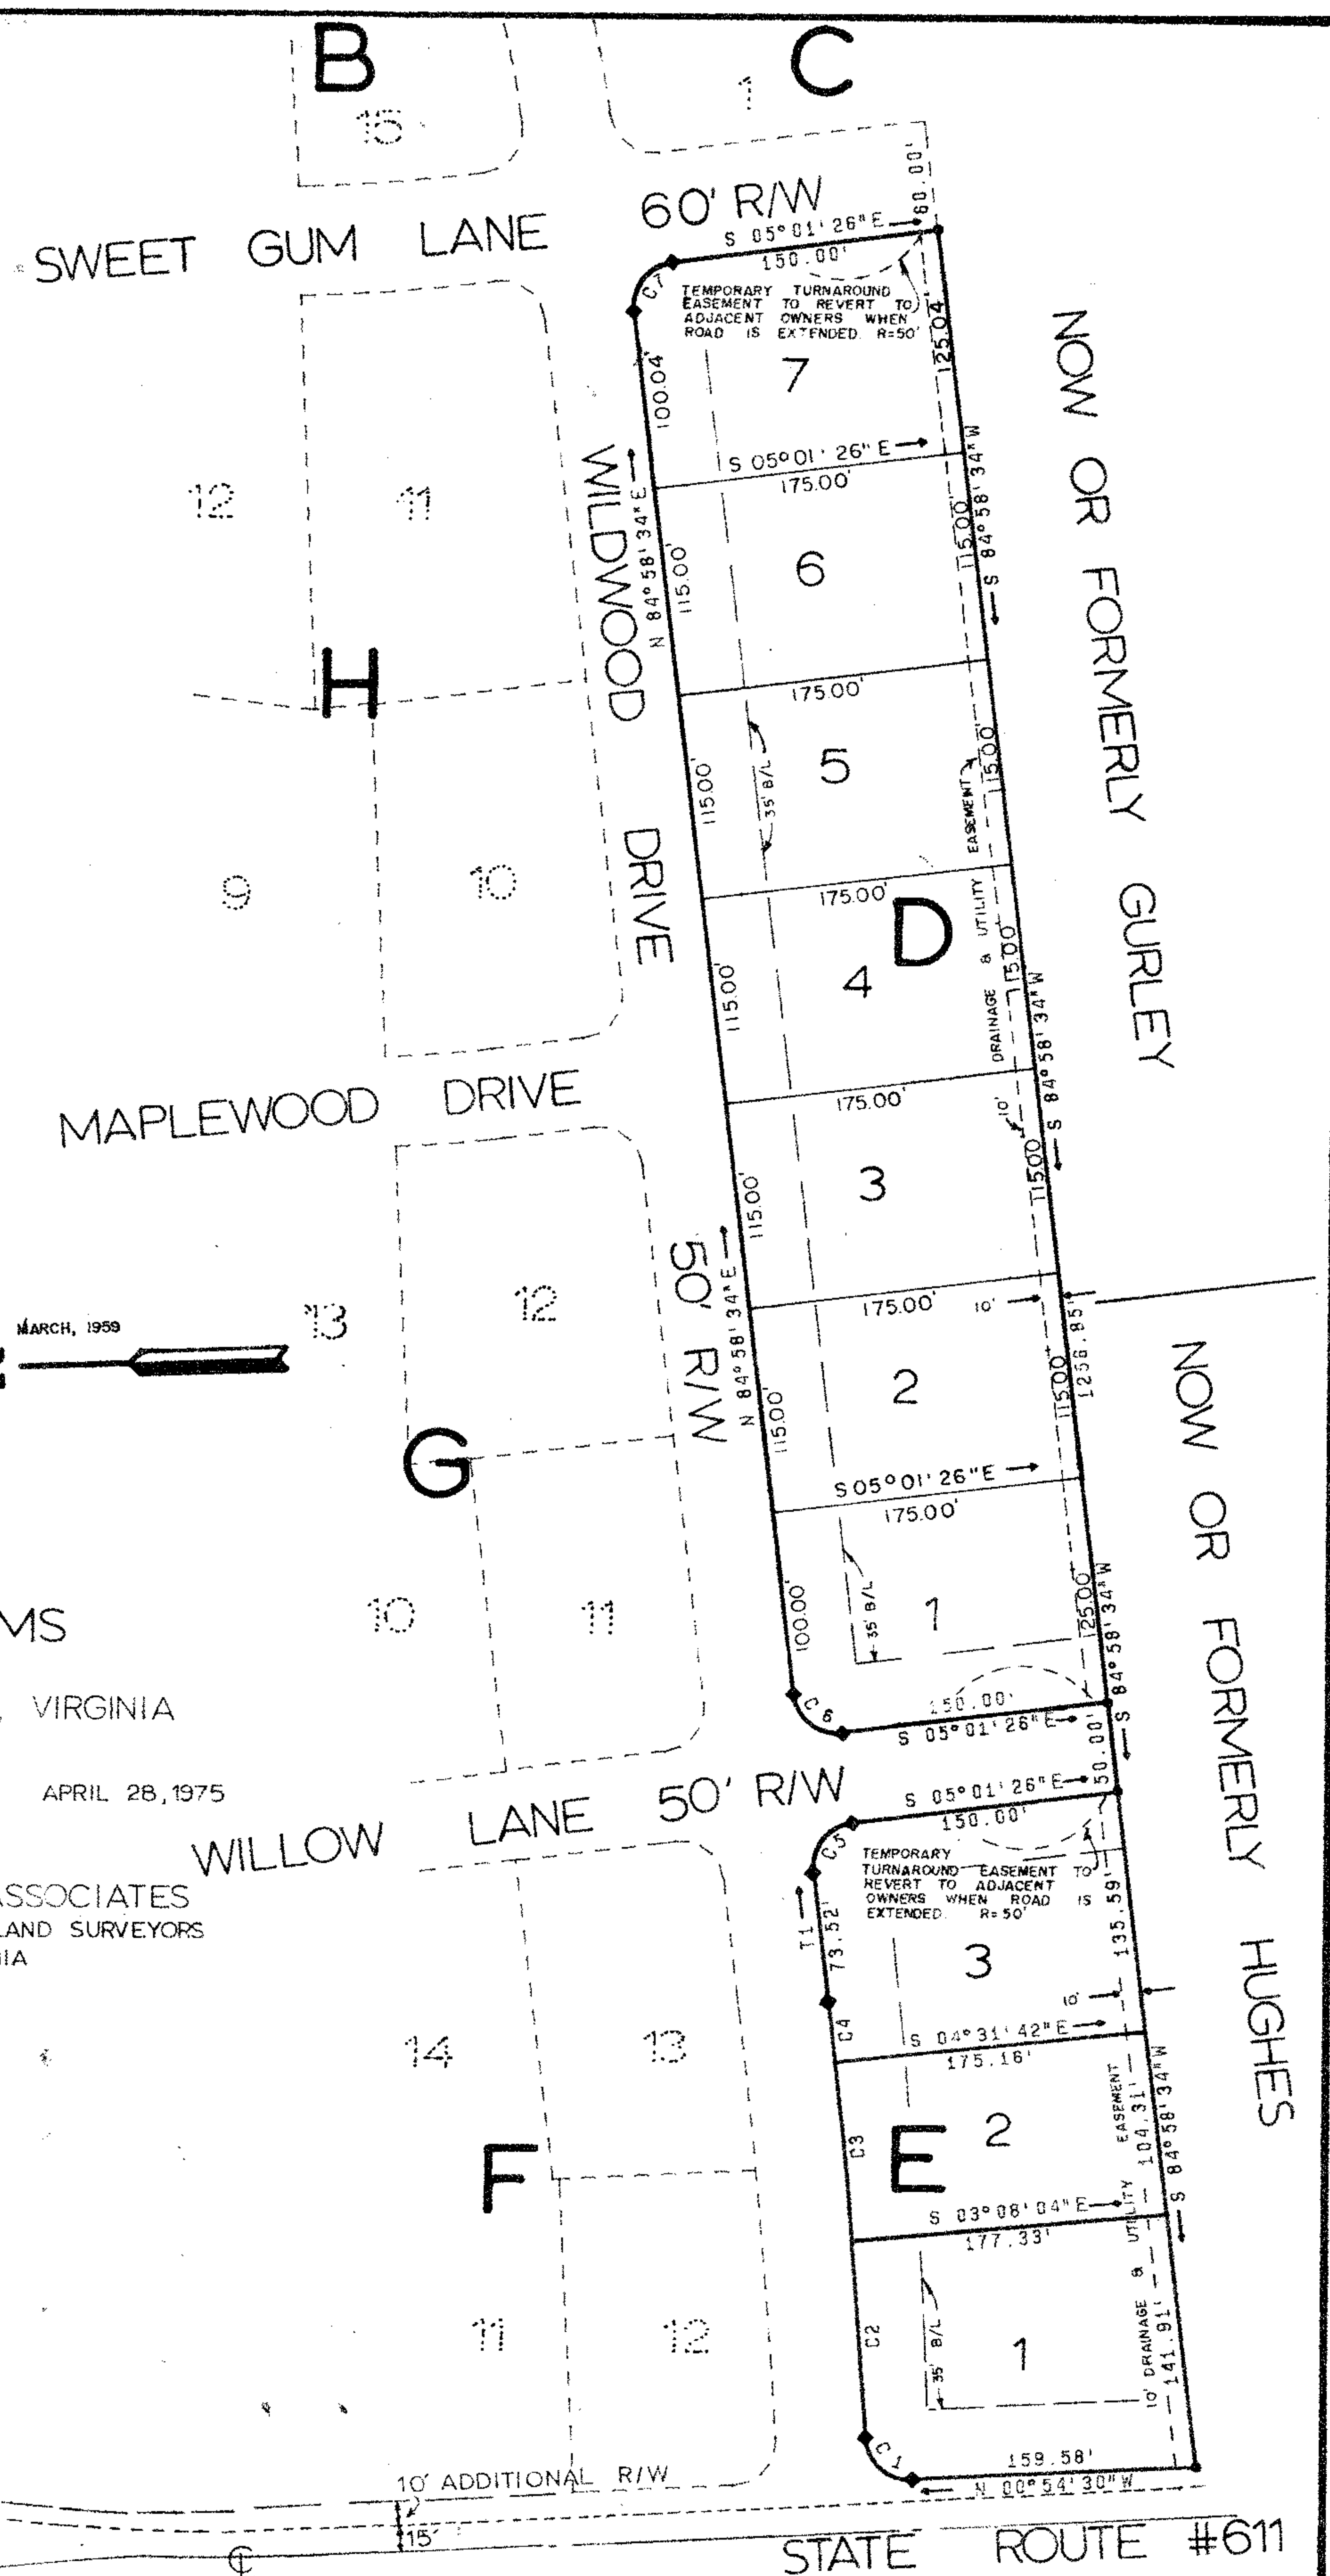 B
C
15
1
60' R/W
60.00'
SWEET GUM LANE
S 05°01'26"E
150.00'
C7
TEMPORARY TURNAROUND
EASEMENT TO REVERT TO
ADJACENT OWNERS WHEN
ROAD IS EXTENDED. R=50'
125.04'
100.04'
7
NOW OR FORMERLY GURLEY
S 05°01'26"E
175.00'
S 84°58'34"W
12
11
WILDWOOD DRIVE
N 84°58'34"E
115.00'
6
115.00'
H
175.00'
115.00'
35' B/L
5
EASEMENT
115.00'
9
10
175.00'
D
115.00'
4
DRAINAGE & UTILITY
115.00'
S 84°58'34"W
MAPLEWOOD DRIVE
175.00'
10'
115.00'
3
115.00'
MARCH, 1959
13
12
50' R/W
N 84°58'34"E
175.00'
10'
1256.85'
115.00'
2
115.00'
NOW OR FORMERLY HUGHES
G
S 05°01'26"E
175.00'
MS
10
11
100.00'
35' B/L
1
125.00'
S 84°58'34"W
, VIRGINIA
C6
150.00'
S 05°01'26"E
APRIL 28, 1975
50.00'
WILLOW LANE 50' R/W
S 05°01'26"E
150.00'
C5
TEMPORARY
TURNAROUND EASEMENT TO
REVERT TO ADJACENT
OWNERS WHEN ROAD IS
EXTENDED. R=50'
ASSOCIATES
LAND SURVEYORS
IA
T1
73.52'
135.59'
3
10'
C4
S 04°31'42"E
175.16'
14
13
C3
2
EASEMENT
104.31'
S 84°58'34"W
F
E
S 03°08'04"E
177.33'
UTILITY
11
12
C2
35' B/L
1
10' DRAINAGE &
141.91'
C1
159.58'
N 00°54'30"W
10' ADDITIONAL R/W
15'
STATE ROUTE #611